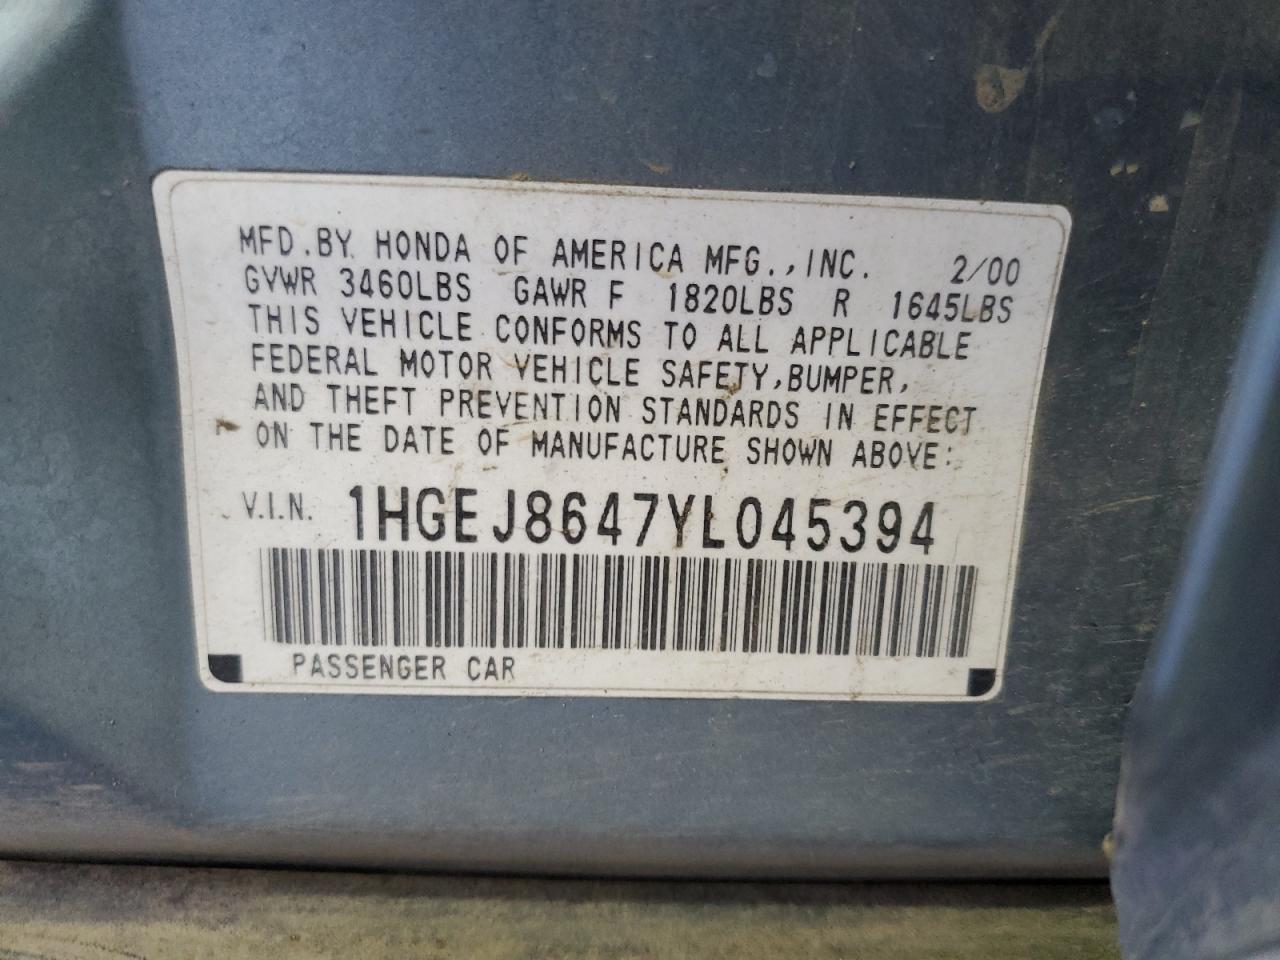 MFD.BY HONDA OF AMERICA MFG.,INC. 2/00
GVWR 3460LBS GAWR F 1820LBS R 1645LBS
THIS VEHICLE CONFORMS TO ALL APPLICABLE
FEDERAL MOTOR VEHICLE SAFETY,BUMPER,
AND THEFT PREVENTION STANDARDS IN EFFECT
ON THE DATE OF MANUFACTURE SHOWN ABOVE:
V.I.N. 1HGEJ8647YL045394
PASSENGER CAR